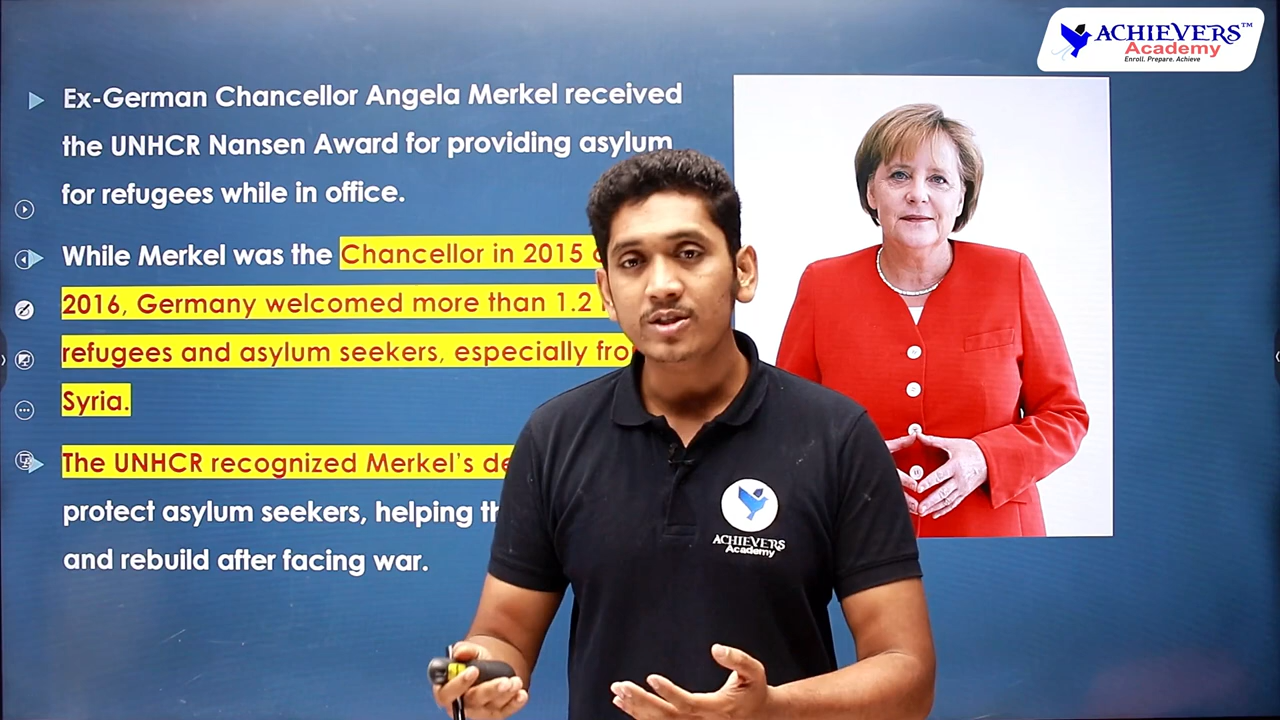 ACHIEVERS™
Academy
Enroll. Prepare. Achieve
Ex-German Chancellor Angela Merkel received
the UNHCR Nansen Award for providing asylum
for refugees while in office.
While Merkel was the Chancellor in 2015
2016, Germany welcomed more than 1.2
refugees and asylum seekers, especially
Syria.
The UNHCR recognized Merkel's
protect asylum seekers, helping
and rebuild after facing war.
ACHIEVERS
Academy